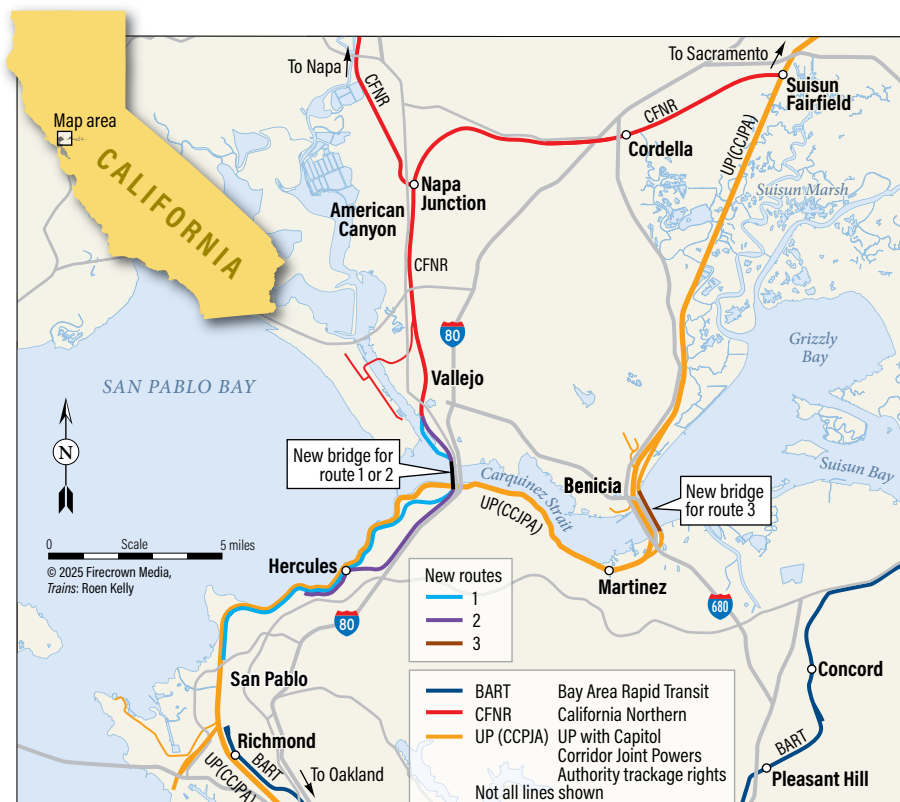 To Napa
CFNR
To Sacramento
Suisun
Fairfield
CFNR
Cordella
UP(CCJPA)
Map area
CALIFORNIA
Napa
Junction
American
Canyon
Suisun Marsh
CFNR
80
Grizzly
Bay
SAN PABLO BAY
Vallejo
N
New bridge for
route 1 or 2
Carquinez Strait
Benicia
Suisun Bay
New bridge
for route 3
UP(CCJPA)
0 Scale 5 miles
© 2025 Firecrown Media,
Trains: Roen Kelly
Hercules
Martinez
New routes
1
2
3
80
680
San Pablo
Concord
BART Bay Area Rapid Transit
CFNR California Northern
UP (CCPJA) UP with Capitol
Corridor Joint Powers
Authority trackage rights
Not all lines shown
Richmond
BART
UP(CCJPA)
To Oakland
BART
Pleasant Hill